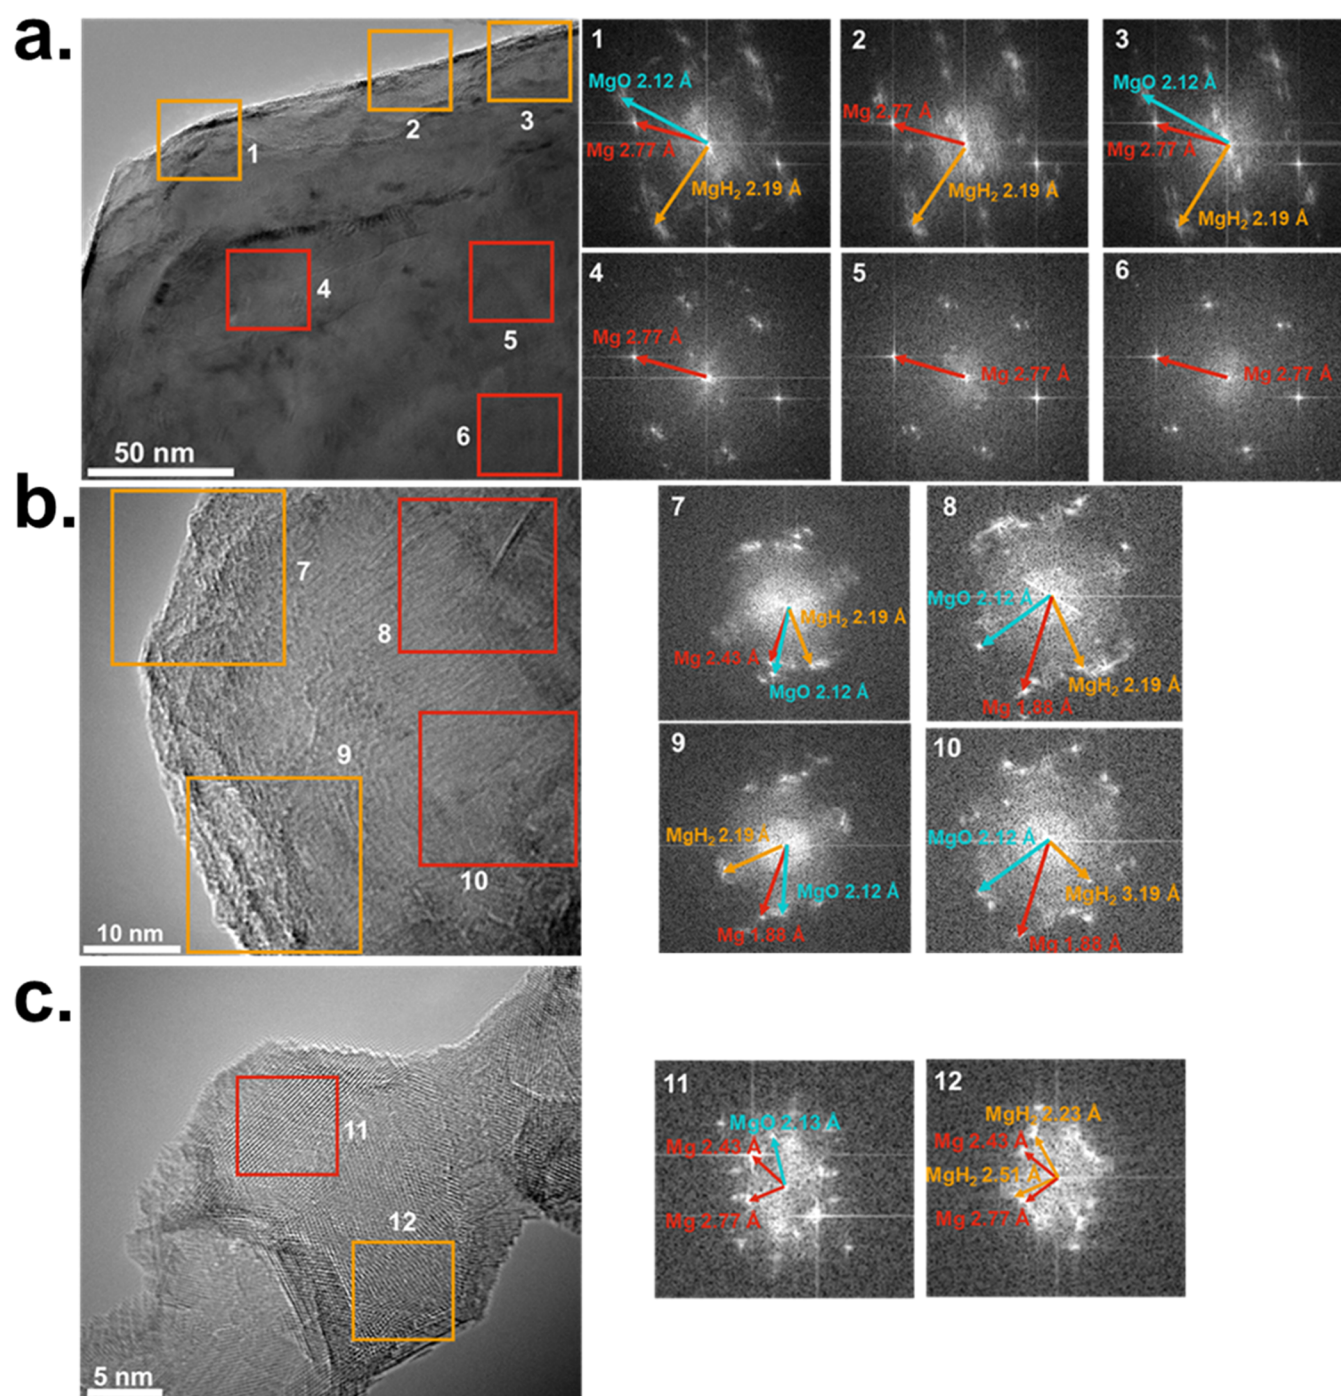 a.
1
2
3
4
5
6
50 nm
1
MgO 2.12 Å
Mg 2.77 Å
MgH₂ 2.19 Å
2
Mg 2.77 Å
MgH₂ 2.19 Å
3
MgO 2.12 Å
Mg 2.77 Å
MgH₂ 2.19 Å
4
Mg 2.77 Å
5
Mg 2.77 Å
6
Mg 2.77 Å
b.
7
8
9
10
10 nm
7
MgH₂ 2.19 Å
Mg 2.43 Å
MgO 2.12 Å
8
MgO 2.12 Å
MgH₂ 2.19 Å
Mg 1.88 Å
9
MgH₂ 2.19 Å
MgO 2.12 Å
Mg 1.88 Å
10
MgO 2.12 Å
MgH₂ 3.19 Å
Mg 1.88 Å
c.
11
12
5 nm
11
MgO 2.13 Å
Mg 2.43 Å
Mg 2.77 Å
12
MgH₂ 2.23 Å
Mg 2.43 Å
MgH₂ 2.51 Å
Mg 2.77 Å